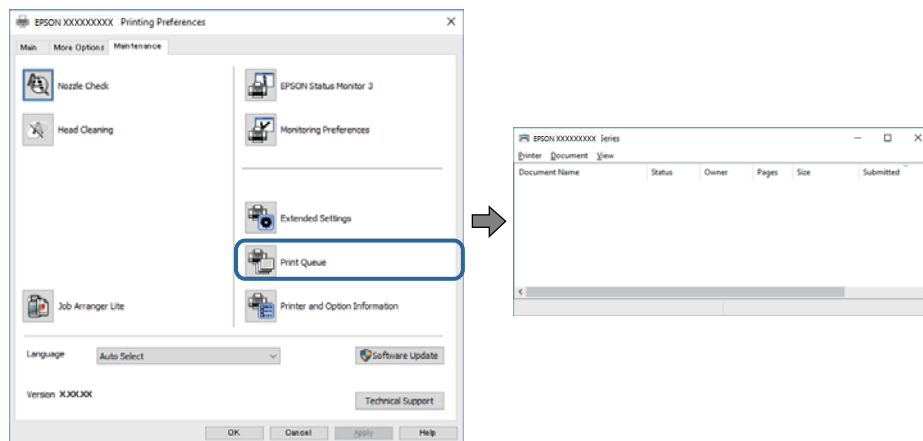 EPSON XXXXXXXXX Printing Preferences
Main More Options Maintenance
Nozzle Check
Head Cleaning
Job Arranger Lite
EPSON Status Monitor 3
Monitoring Preferences
Extended Settings
Print Queue
Printer and Option Information
Language Auto Select Software Update
Version X.XX.XX Technical Support
OK Cancel Apply Help
EPSON XXXXXXXXX Series
Printer Document View
Document Name Status Owner Pages Size Submitted